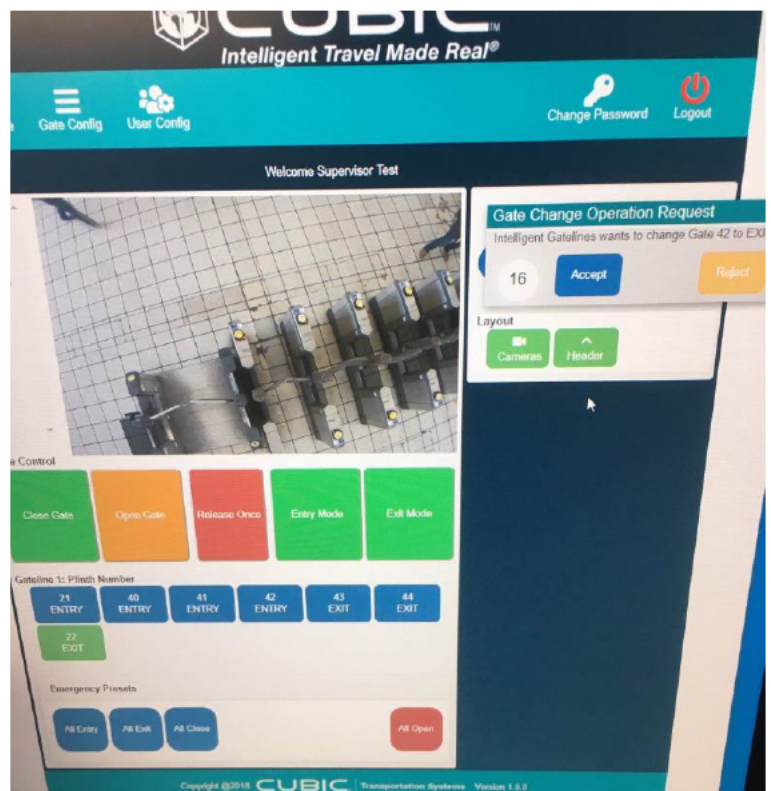 CUBIC™
Intelligent Travel Made Real®
Gate Config
User Config
Change Password
Logout
Welcome Supervisor Test
Gate Change Operation Request
Intelligent Gatelines wants to change Gate 42 to EXI
16
Accept
Reject
Layout
Cameras
Header
e Control
Close Gate
Open Gate
Release Once
Entry Mode
Exit Mode
Gateline 1: Plinth Number
21
ENTRY
40
ENTRY
41
ENTRY
42
ENTRY
43
EXIT
44
EXIT
22
EXIT
Emergency Presets
All Entry
All Exit
All Close
All Open
Copyright @2018 CUBIC Transportation Systems Version 1.0.0